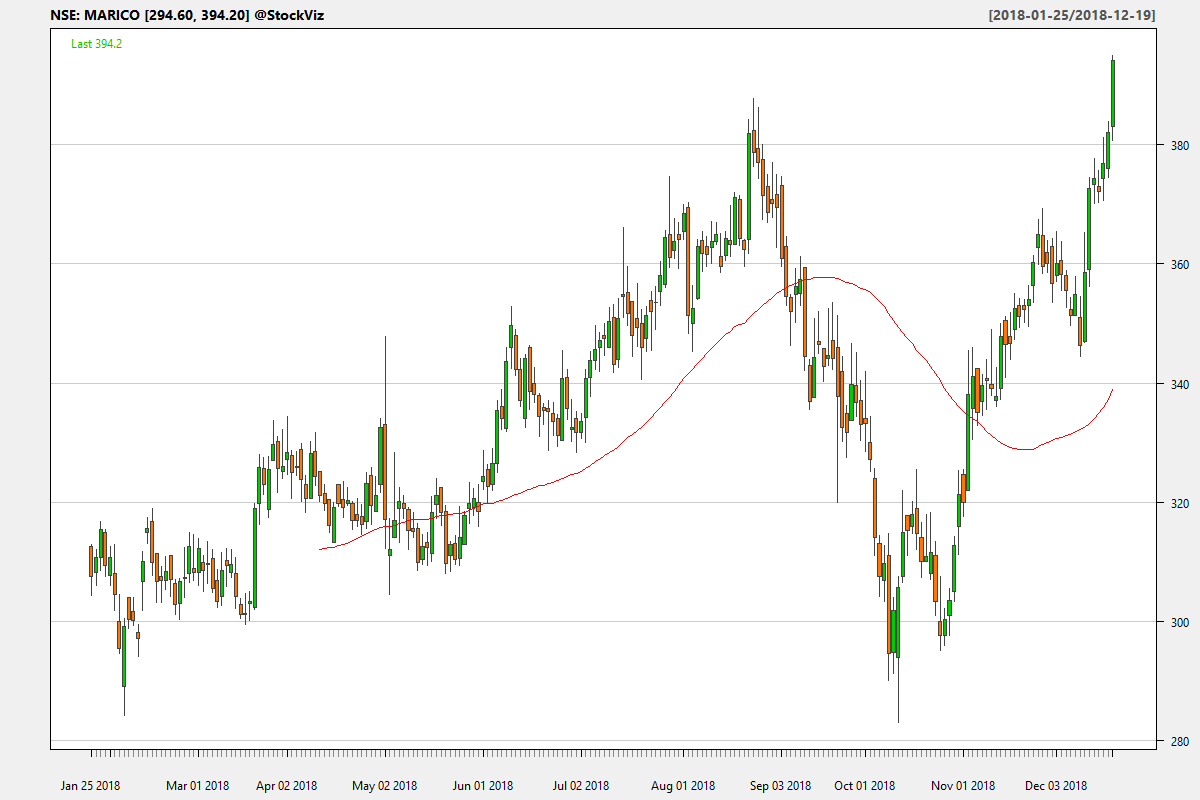 NSE: MARICO [294.60, 394.20] @StockViz
[2018-01-25/2018-12-19]
Last 394.2
380
360
340
320
300
280
Jan 25 2018
Mar 01 2018
Apr 02 2018
May 02 2018
Jun 01 2018
Jul 02 2018
Aug 01 2018
Sep 03 2018
Oct 01 2018
Nov 01 2018
Dec 03 2018